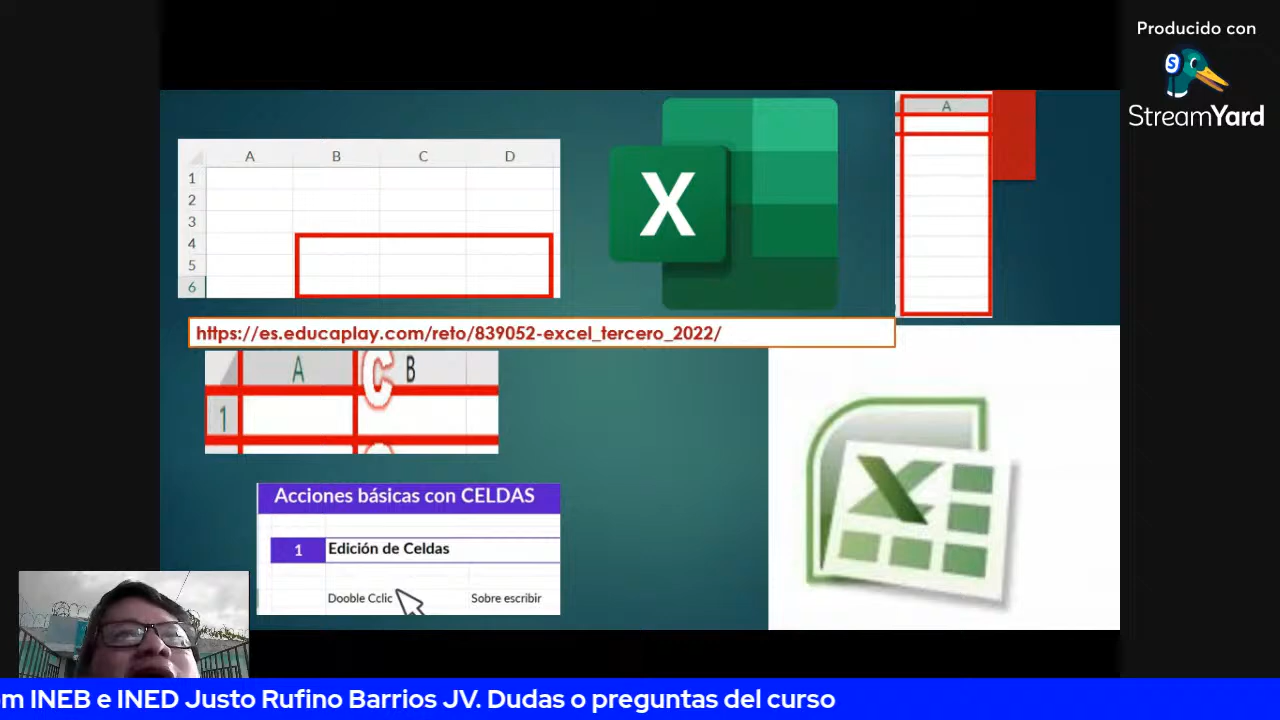 Producido con
StreamYard
A B C D
1
2
3
4
5
6
X
A
https://es.educaplay.com/reto/839052-excel_tercero_2022/
A C B
1
Acciones básicas con CELDAS
1 Edición de Celdas
Dooble Cclic Sobre escribir
m INEB e INED Justo Rufino Barrios JV. Dudas o preguntas del curso